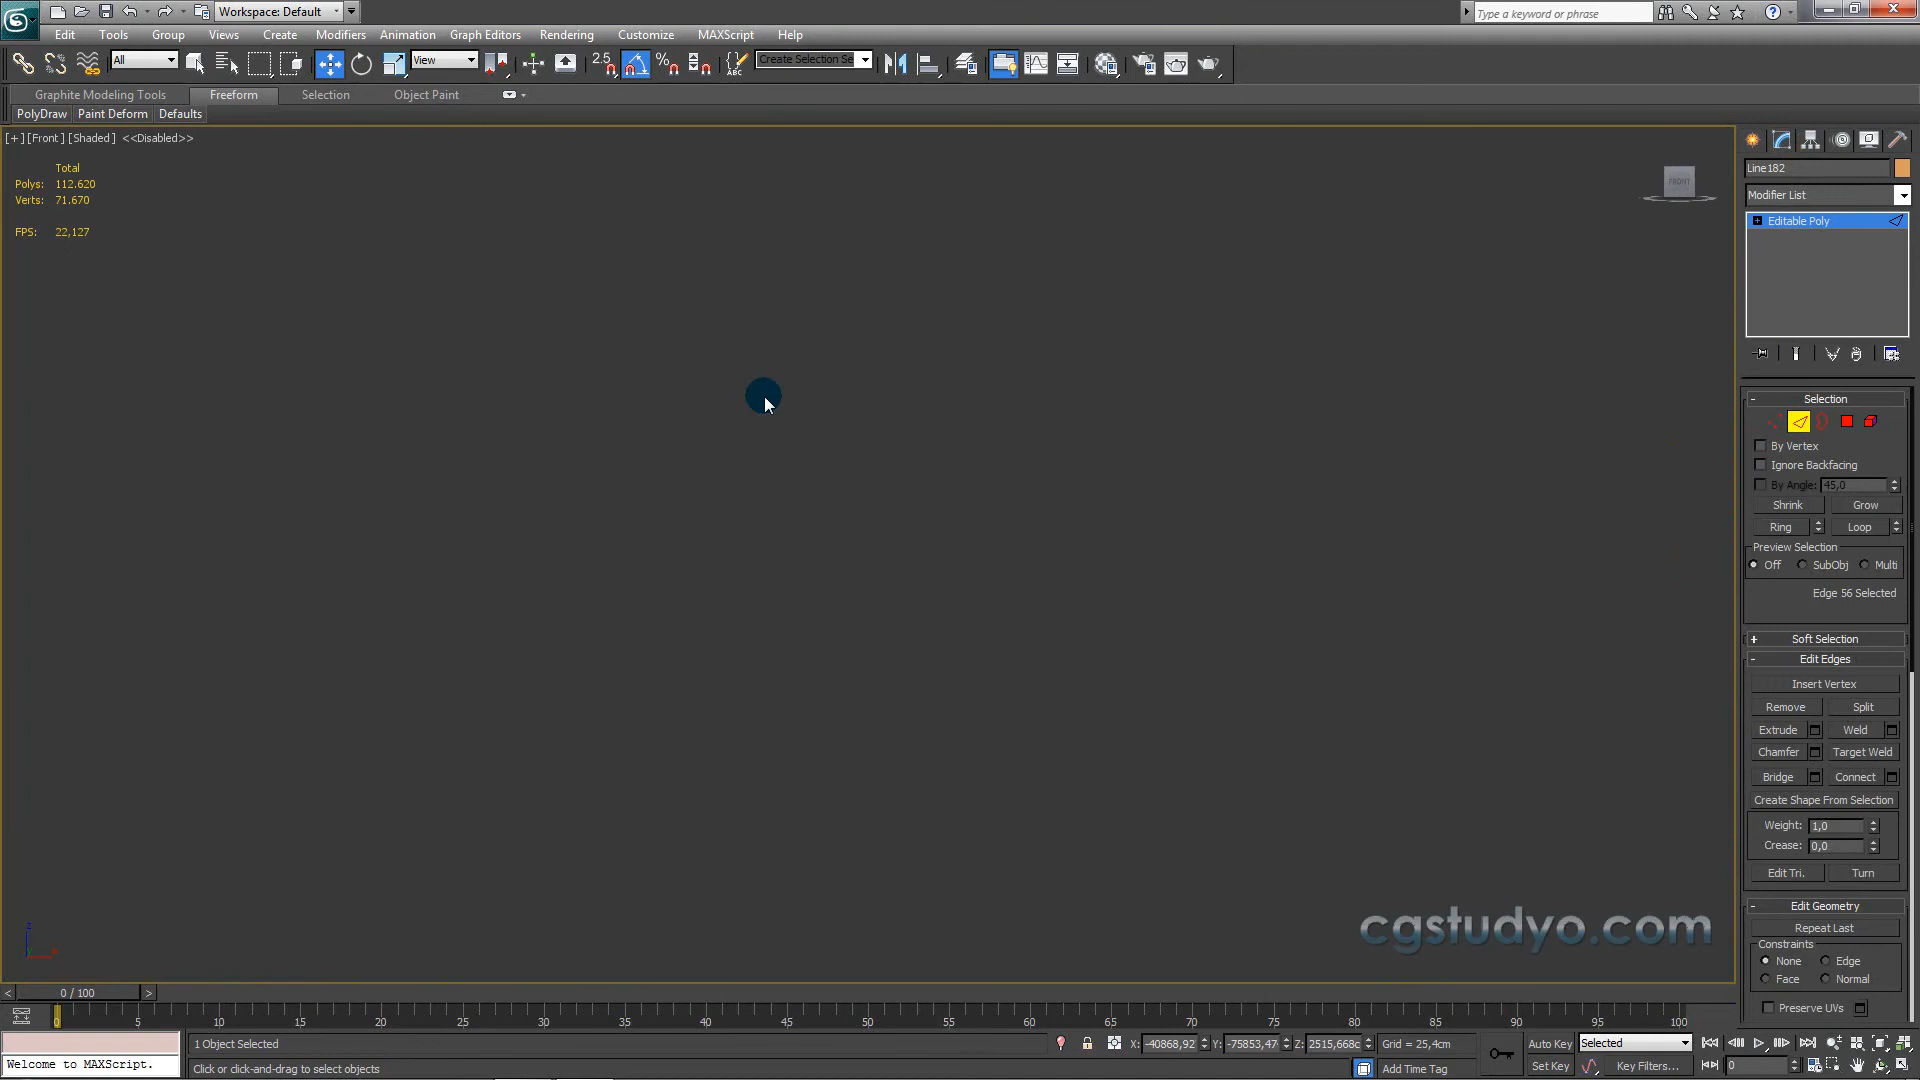 Workspace: Default
Type a keyword or phrase
Edit Tools Group Views Create Modifiers Animation Graph Editors Rendering Customize MAXScript Help
All View 2.5 Create Selection Se
Graphite Modeling Tools Freeform Selection Object Paint
PolyDraw Paint Deform Defaults
[+] [Front] [Shaded] <<Disabled>>
Total
Polys: 112.620
Verts: 71.670
FPS: 22,127
FRONT
Line182
Modifier List
Editable Poly
Selection
By Vertex
Ignore Backfacing
By Angle: 45,0
Shrink Grow
Ring Loop
Preview Selection
Off SubObj Multi
Edge 56 Selected
Soft Selection
Edit Edges
Insert Vertex
Remove Split
Extrude Weld
Chamfer Target Weld
Bridge Connect
Create Shape From Selection
Weight: 1,0
Crease: 0,0
Edit Tri. Turn
Edit Geometry
Repeat Last
Constraints
None Edge
Face Normal
Preserve UVs
cgstudyo.com
0 / 100
0 5 10 15 20 25 30 35 40 45 50 55 60 65 70 75 80 85 90 95 100
1 Object Selected X: -40868,92 Y: -75853,47 Z: 2515,668c Grid = 25,4cm Auto Key Selected
Welcome to MAXScript. Click or click-and-drag to select objects Add Time Tag Set Key Key Filters... 0